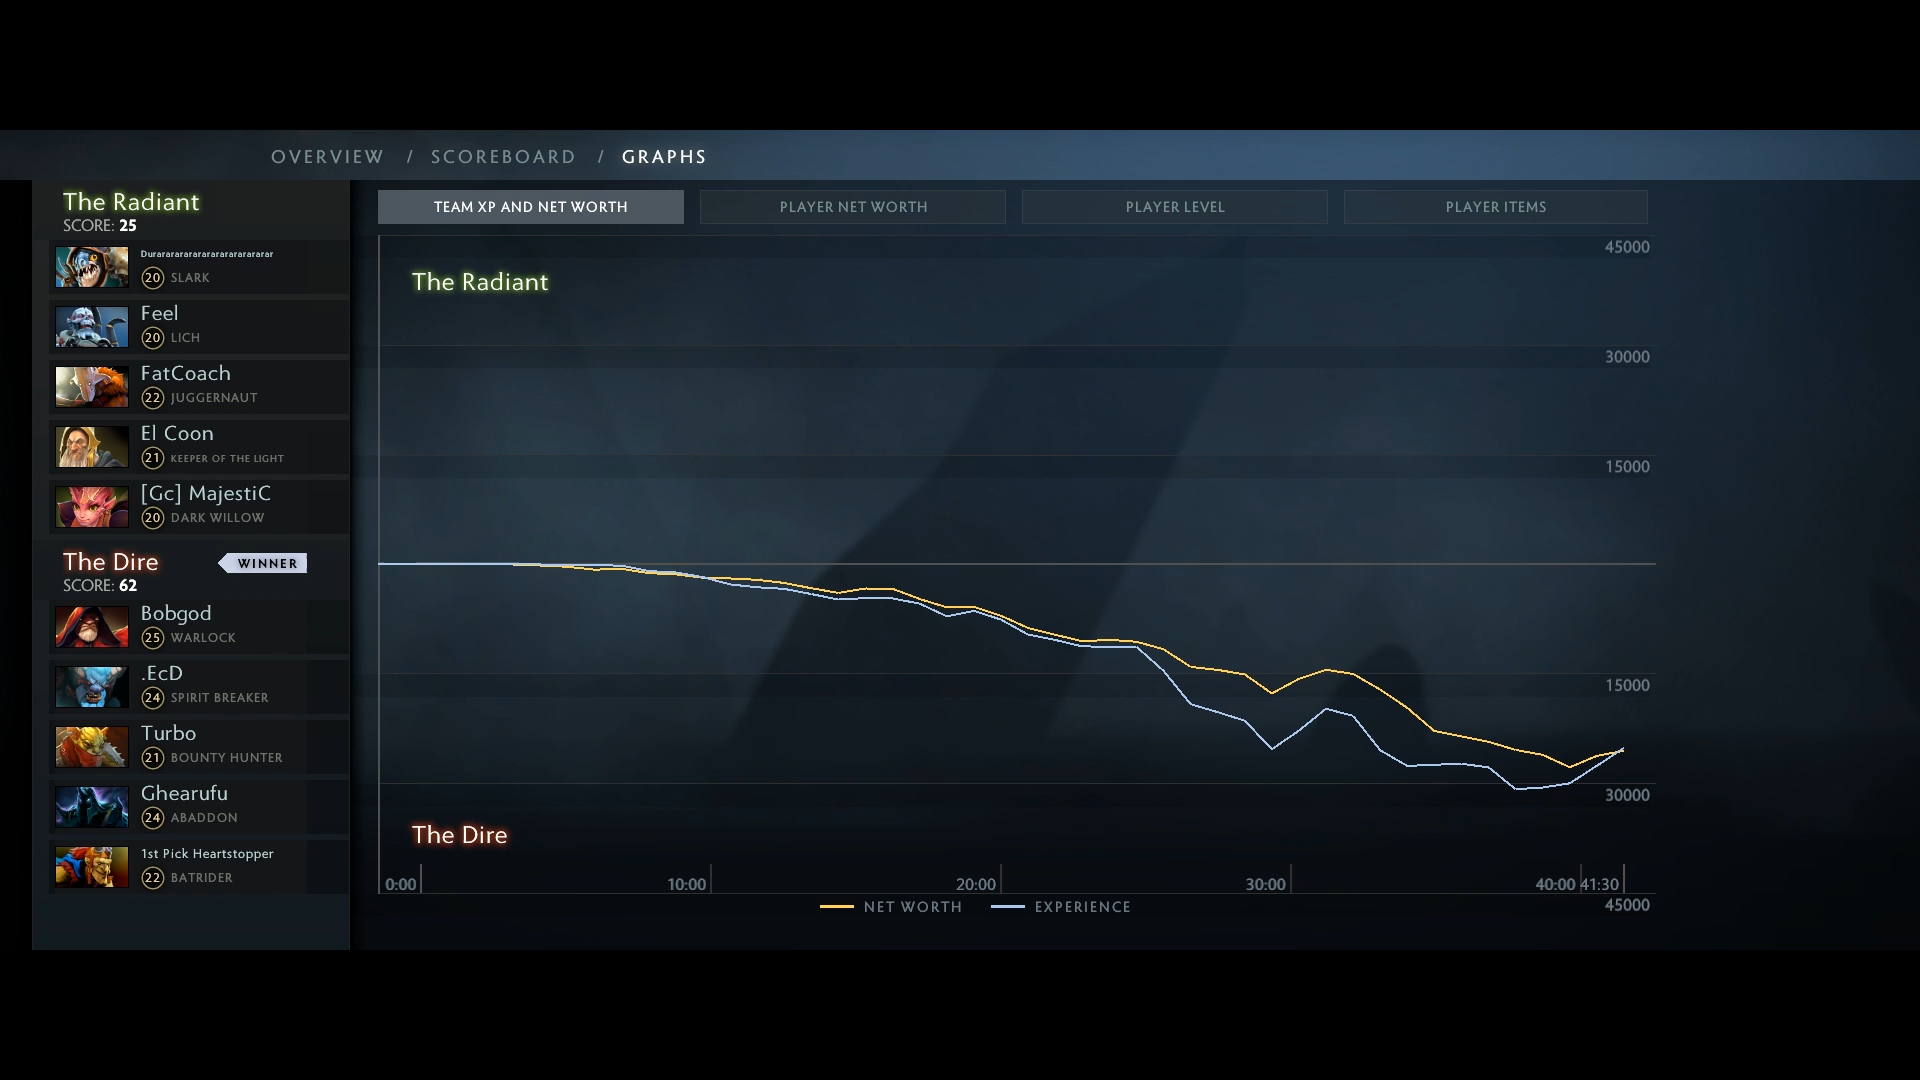 OVERVIEW / SCOREBOARD / GRAPHS
The Radiant
SCORE: 25
Durarararararararararararar
20 SLARK
Feel
20 LICH
FatCoach
22 JUGGERNAUT
El Coon
21 KEEPER OF THE LIGHT
[Gc] MajestiC
20 DARK WILLOW
The Dire WINNER
SCORE: 62
Bobgod
25 WARLOCK
.EcD
24 SPIRIT BREAKER
Turbo
21 BOUNTY HUNTER
Ghearufu
24 ABADDON
1st Pick Heartstopper
22 BATRIDER
TEAM XP AND NET WORTH PLAYER NET WORTH PLAYER LEVEL PLAYER ITEMS
45000
The Radiant
30000
15000
15000
30000
The Dire
0:00 10:00 20:00 30:00 40:00 41:30
45000
NET WORTH EXPERIENCE